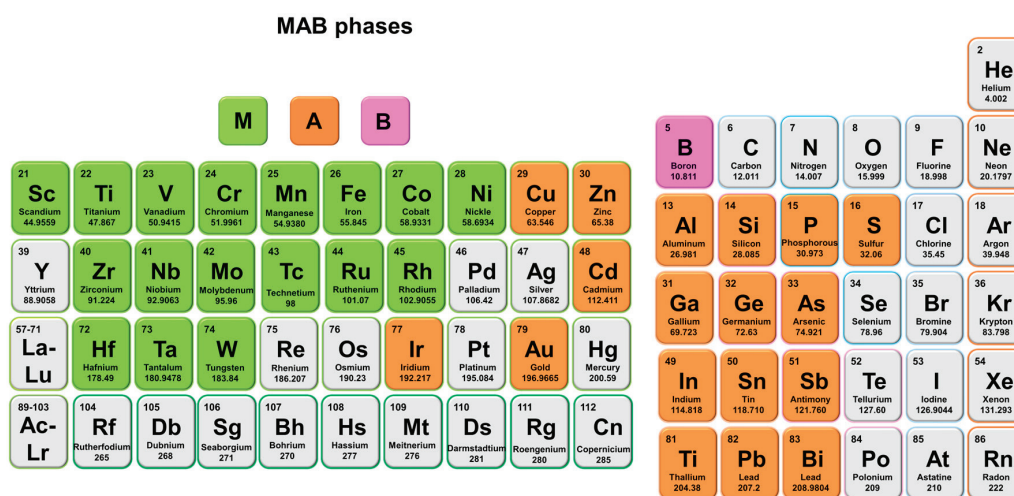 MAB phases
M A B
2
He
Helium
4.002
21 22 23 24 25 26 27 28 29 30
Sc Ti V Cr Mn Fe Co Ni Cu Zn
Scandium Titanium Vanadium Chromium Manganese Iron Cobalt Nickle Copper Zinc
44.9559 47.867 50.9415 51.9961 54.9380 55.845 58.9331 58.6934 63.546 65.38
5 6 7 8 9 10
B C N O F Ne
Boron Carbon Nitrogen Oxygen Fluorine Neon
10.811 12.011 14.007 15.999 18.998 20.1797
39 40 41 42 43 44 45 46 47 48
Y Zr Nb Mo Tc Ru Rh Pd Ag Cd
Yttrium Zirconium Niobium Molybdenum Technetium Ruthenium Rhodium Palladium Silver Cadmium
88.9058 91.224 92.9063 95.96 98 101.07 102.9055 106.42 107.8682 112.411
13 14 15 16 17 18
Al Si P S Cl Ar
Aluminum Silicon Phosphorous Sulfur Chlorine Argon
26.981 28.085 30.973 32.06 35.45 39.948
57-71 72 73 74 75 76 77 78 79 80
La-Lu Hf Ta W Re Os Ir Pt Au Hg
Hafnium Tantalum Tungsten Rhenium Osmium Iridium Platinum Gold Mercury
178.49 180.9478 183.84 186.207 190.23 192.217 195.084 196.9665 200.59
31 32 33 34 35 36
Ga Ge As Se Br Kr
Gallium Germanium Arsenic Selenium Bromine Krypton
69.723 72.63 74.921 78.96 79.904 83.798
89-103 104 105 106 107 108 109 110 111 112
Ac-Lr Rf Db Sg Bh Hs Mt Ds Rg Cn
Rutherfodium Dubnium Seaborgium Bohrium Hassium Meitnerium Darmstadtium Roengenium Copernicium
265 268 271 270 277 276 281 280 285
49 50 51 52 53 54
In Sn Sb Te I Xe
Indium Tin Antimony Tellurium Iodine Xenon
114.818 118.710 121.760 127.60 126.9044 131.293
81 82 83 84 85 86
Ti Pb Bi Po At Rn
Thallium Lead Lead Polonium Astatine Radon
204.38 207.2 208.9804 209 210 222